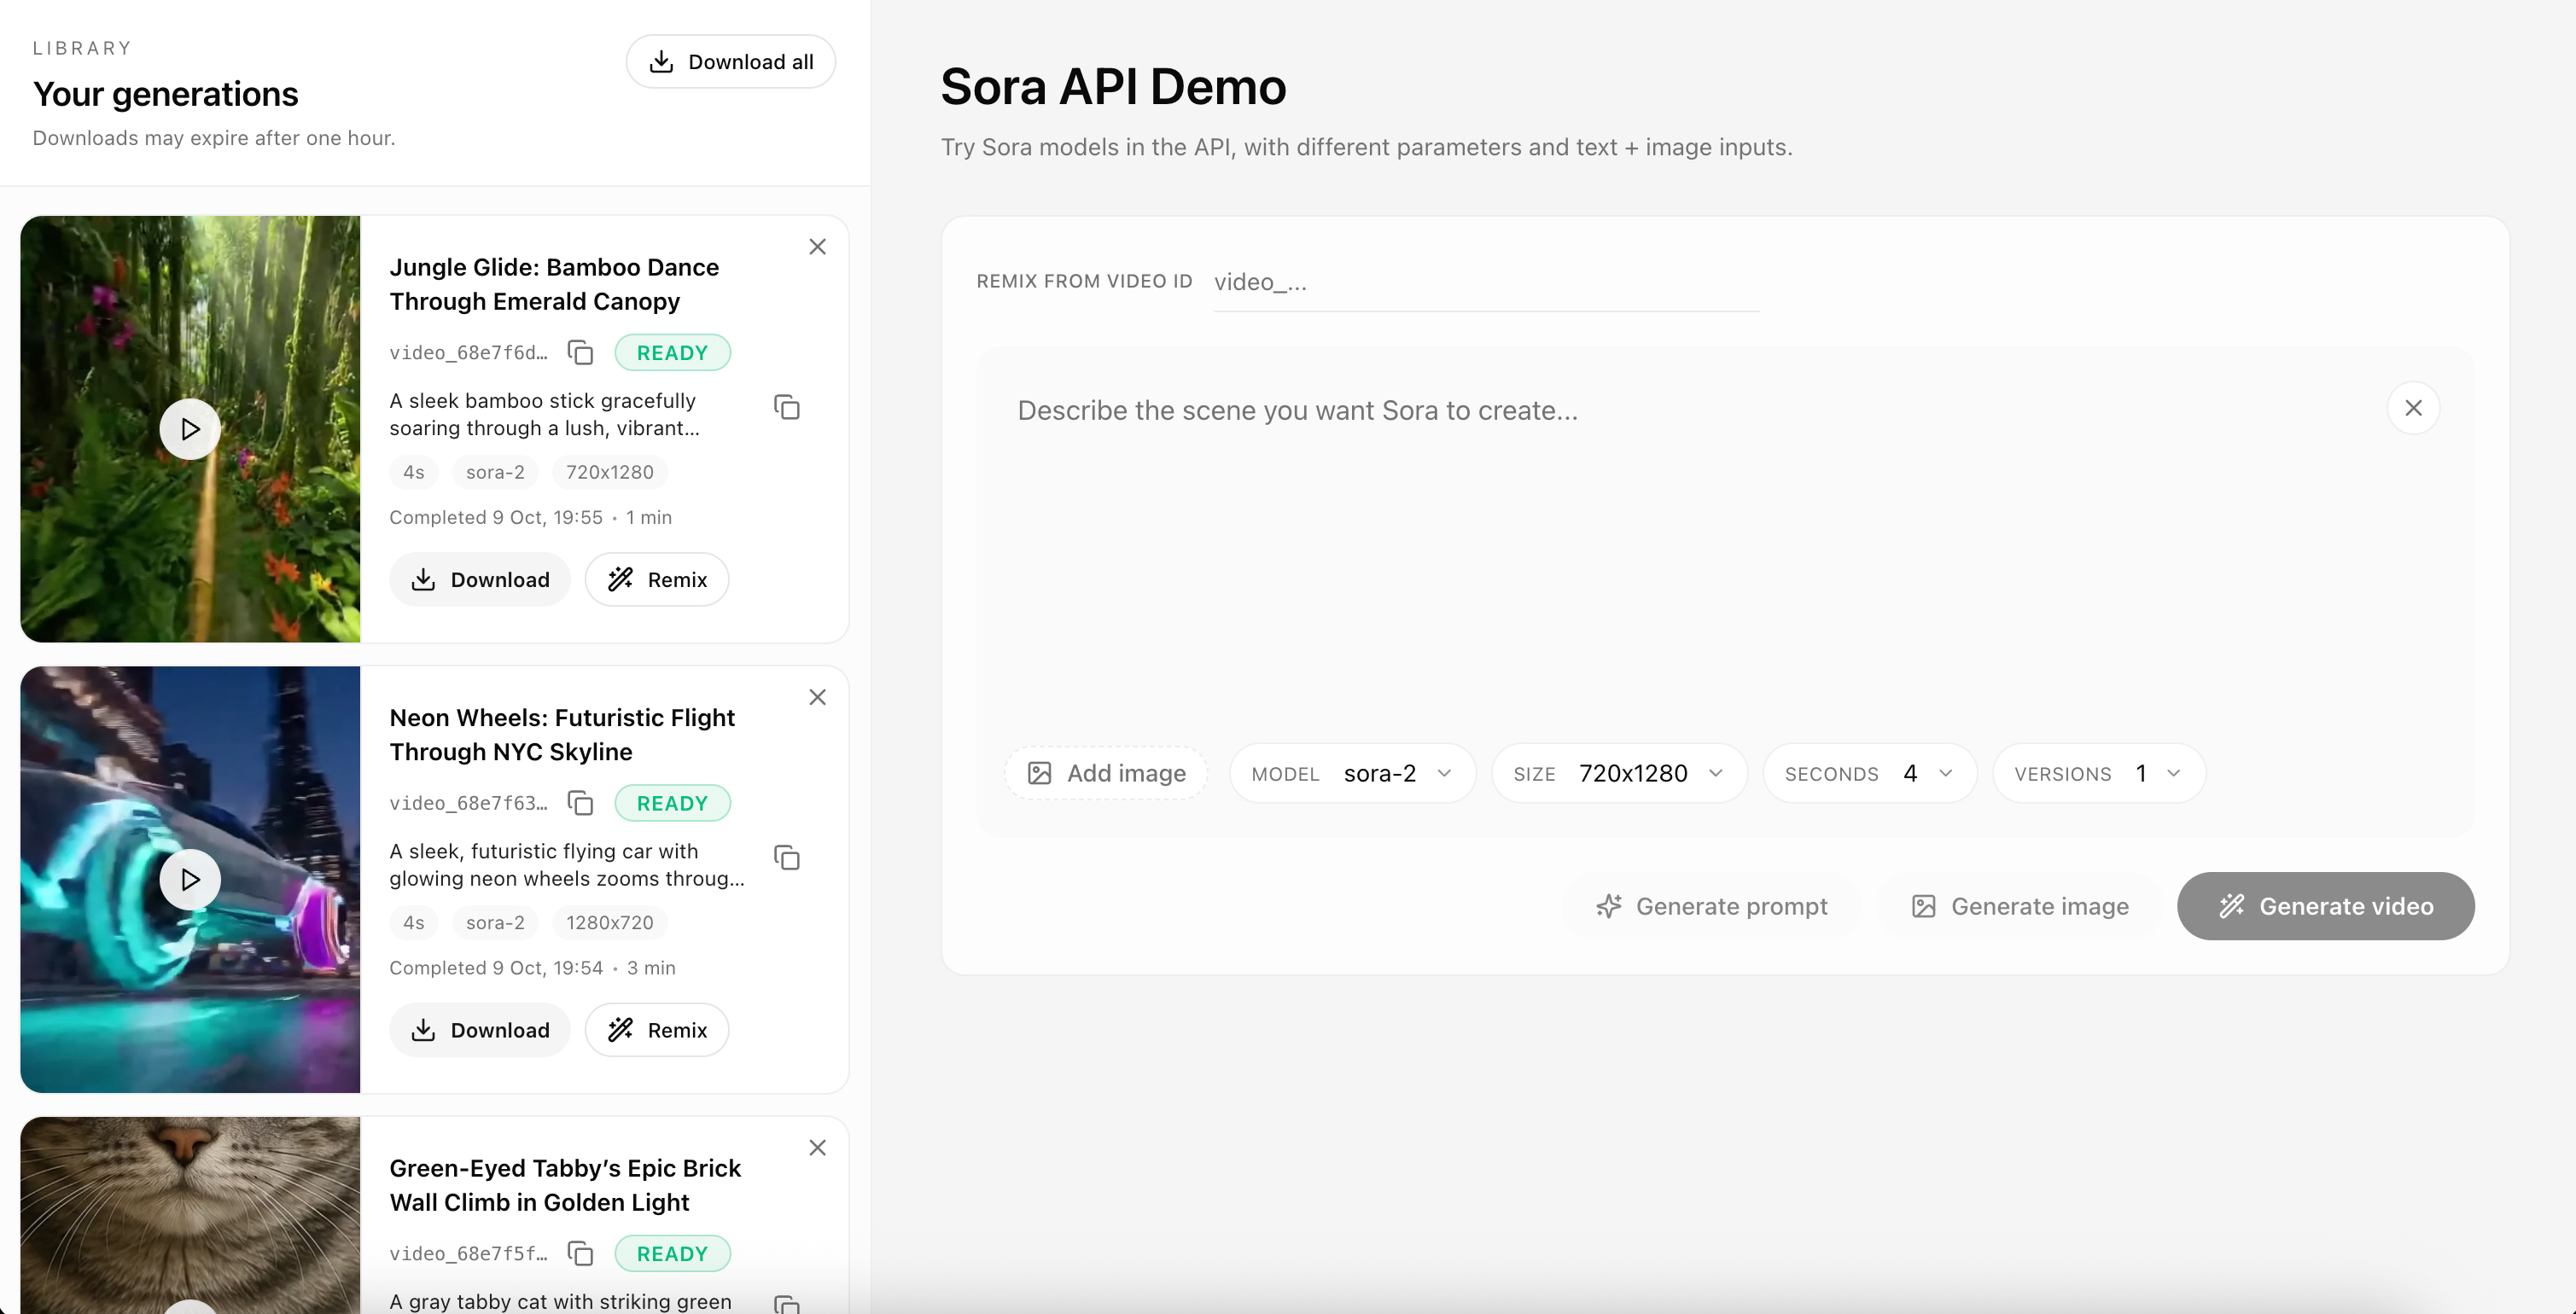 LIBRARY
Your generations
Downloads may expire after one hour.
Download all
Jungle Glide: Bamboo Dance
Through Emerald Canopy
video_68e7f6d…
READY
A sleek bamboo stick gracefully
soaring through a lush, vibrant...
4s
sora-2
720x1280
Completed 9 Oct, 19:55 • 1 min
Download
Remix
Neon Wheels: Futuristic Flight
Through NYC Skyline
video_68e7f63…
READY
A sleek, futuristic flying car with
glowing neon wheels zooms throug...
4s
sora-2
1280x720
Completed 9 Oct, 19:54 • 3 min
Download
Remix
Green-Eyed Tabby’s Epic Brick
Wall Climb in Golden Light
video_68e7f5f…
READY
A gray tabby cat with striking green
Sora API Demo
Try Sora models in the API, with different parameters and text + image inputs.
REMIX FROM VIDEO ID
video_...
Describe the scene you want Sora to create...
Add image
MODEL sora-2
SIZE 720x1280
SECONDS 4
VERSIONS 1
Generate prompt
Generate image
Generate video